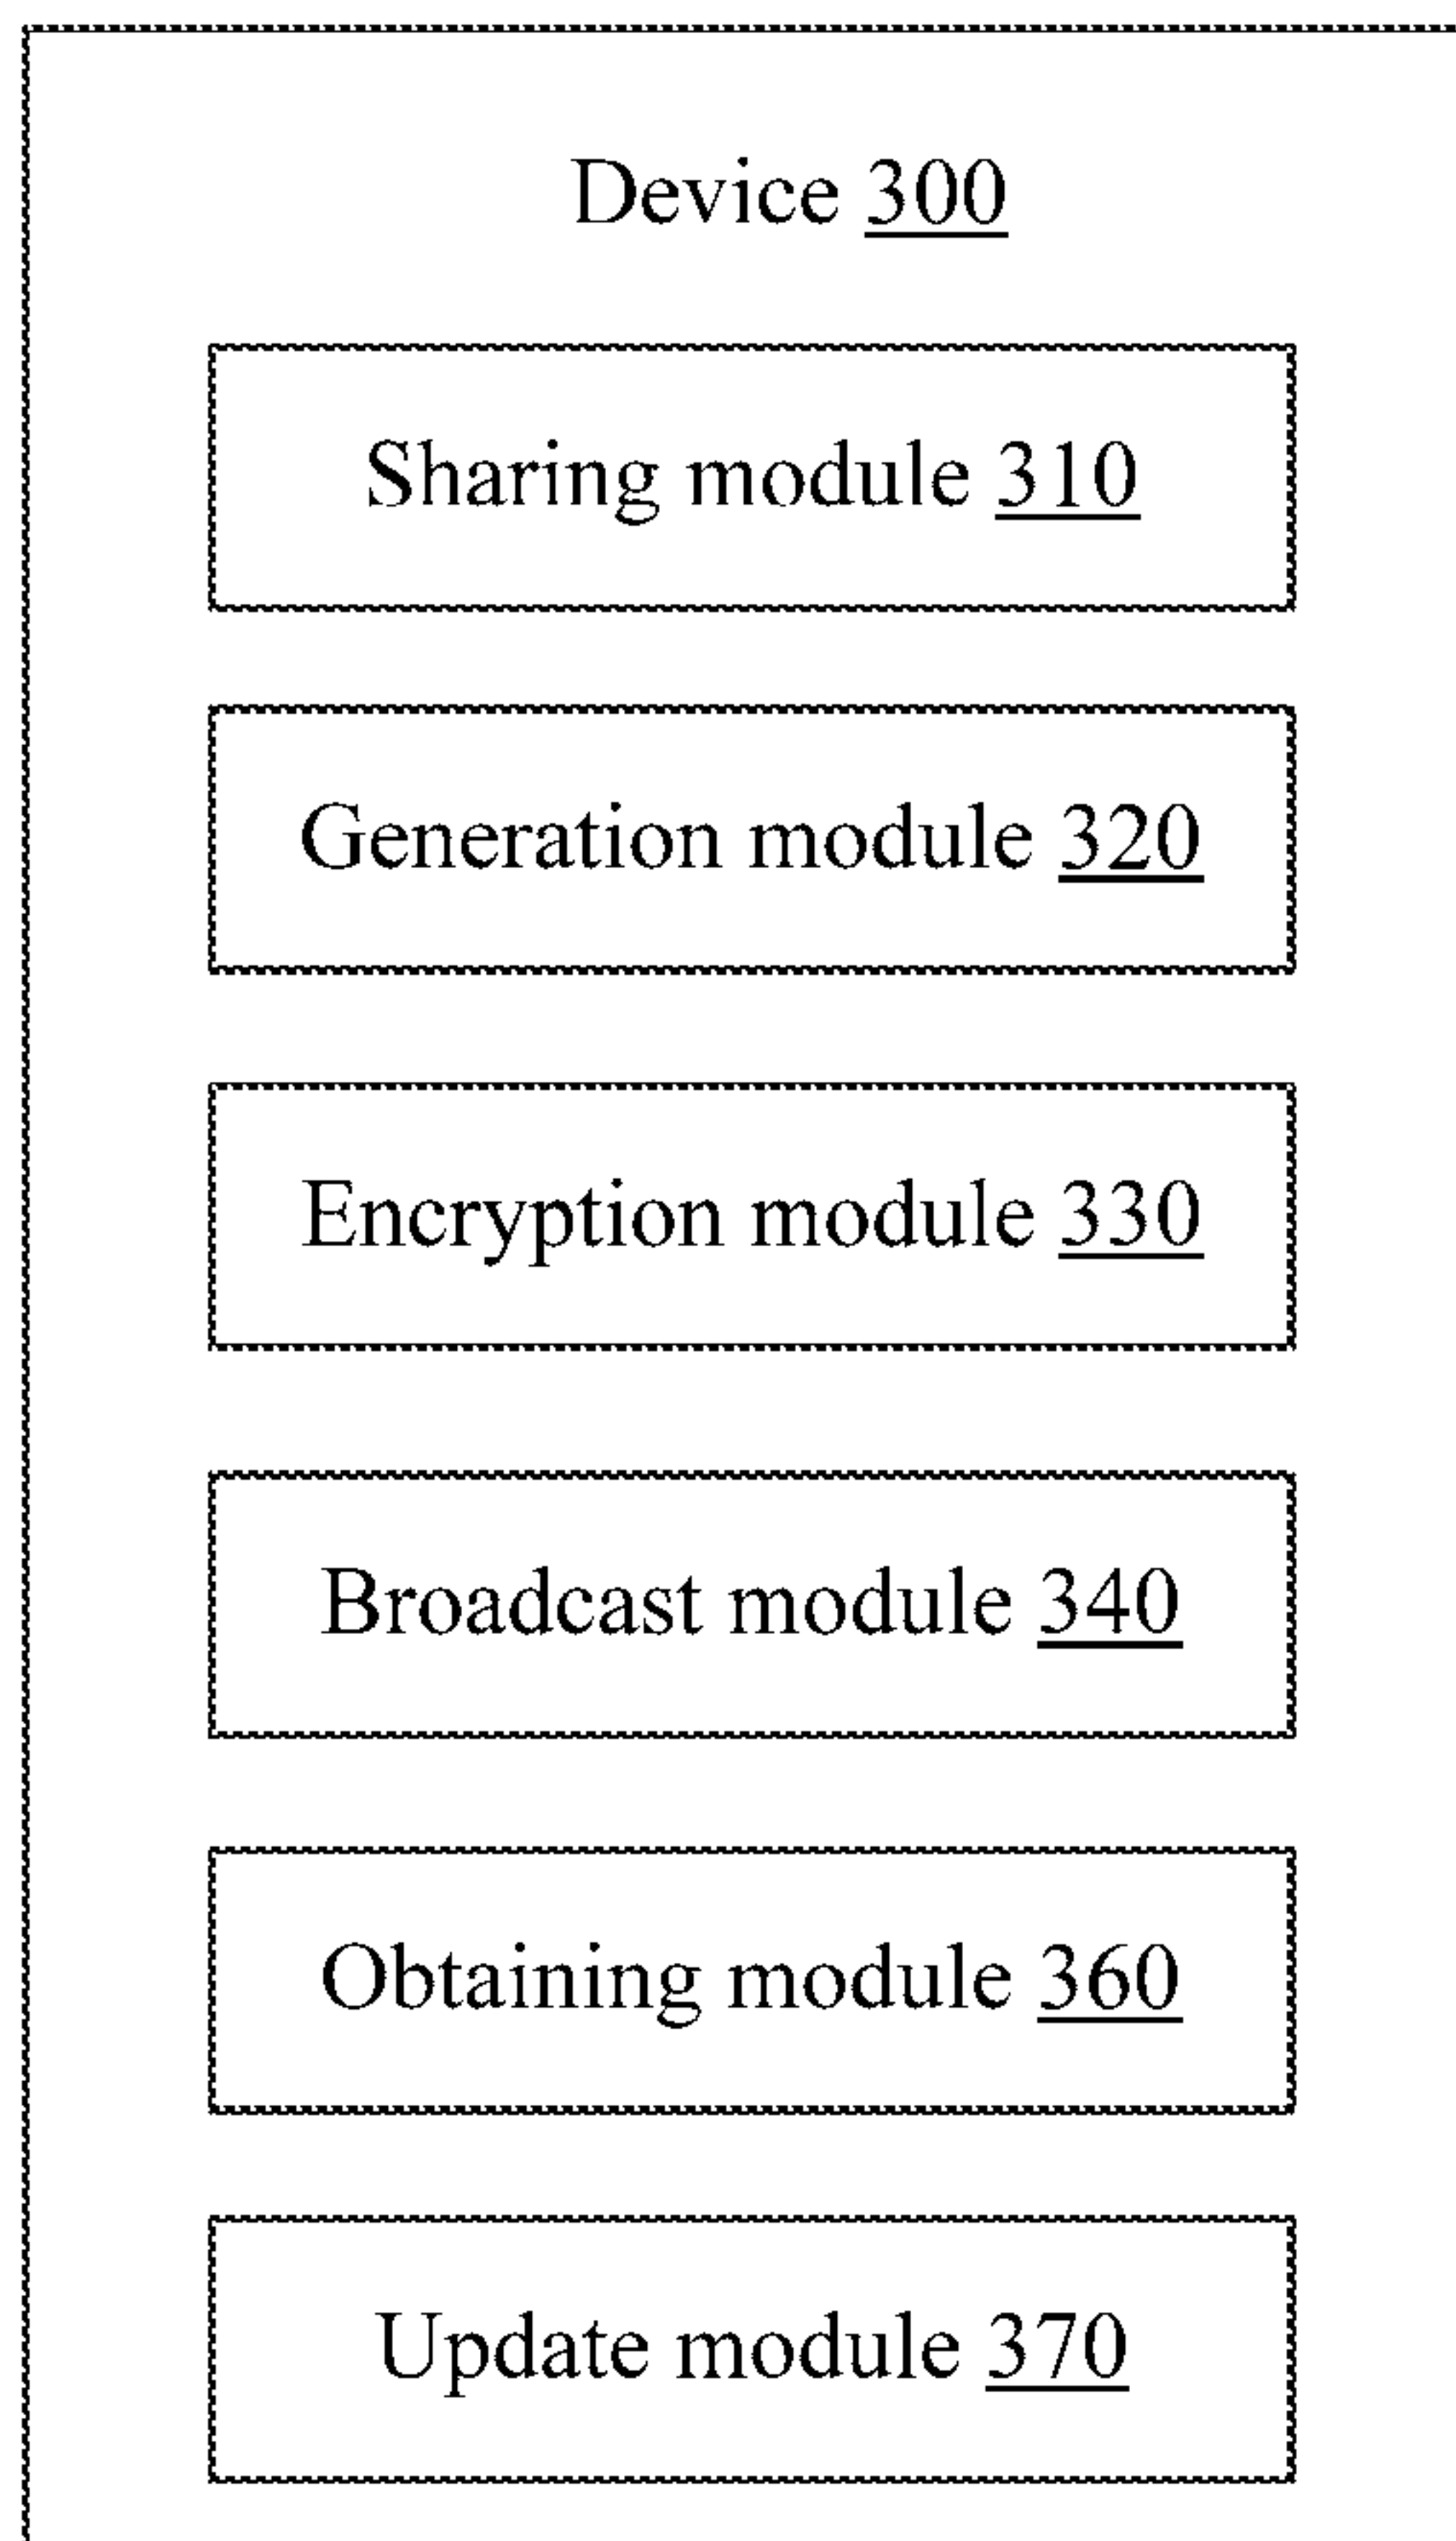 Device 300
Sharing module 310
Generation module 320
Encryption module 330
Broadcast module 340
Obtaining module 360
Update module 370